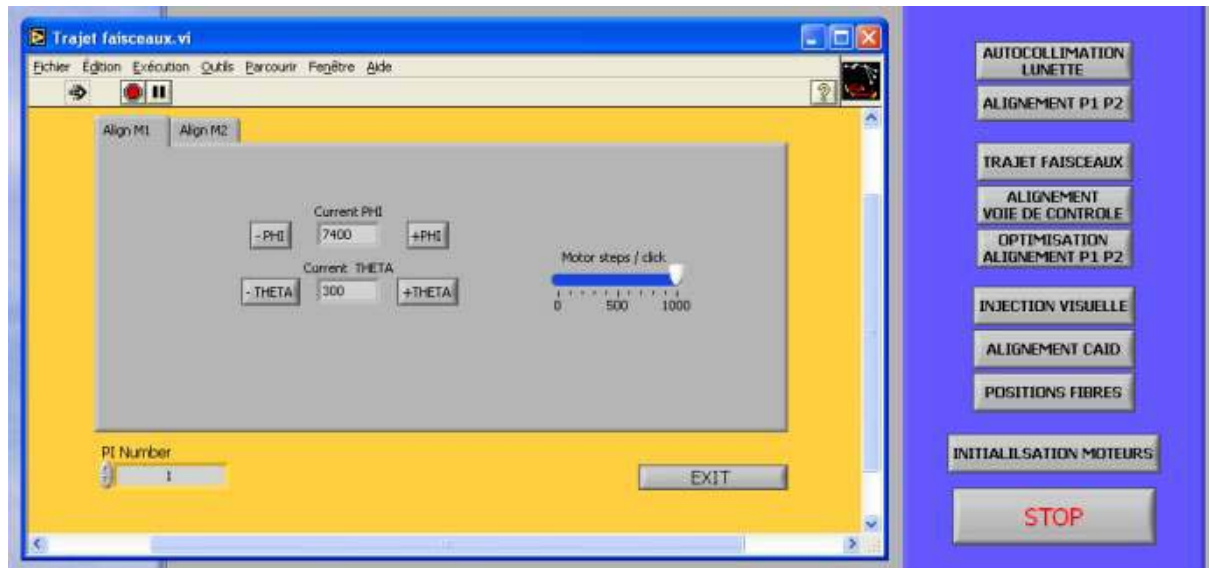 Trajet faisceaux.vi
Fichier Édition Exécution Outils Parcourir Fenêtre Aide
?
Align M1 Align M2
Current PHI
-PHI 7400 +PHI
Current THETA
- THETA 300 +THETA
Motor steps / click
0 500 1000
PI Number
1
EXIT
AUTOCOLLIMATION
LUNETTE
ALIGNEMENT P1 P2
TRAJET FAISCEAUX
ALIGNEMENT
VOIE DE CONTROLE
OPTIMISATION
ALIGNEMENT P1 P2
INJECTION VISUELLE
ALIGNEMENT CAID
POSITIONS FIBRES
INITIALILSATION MOTEURS
STOP